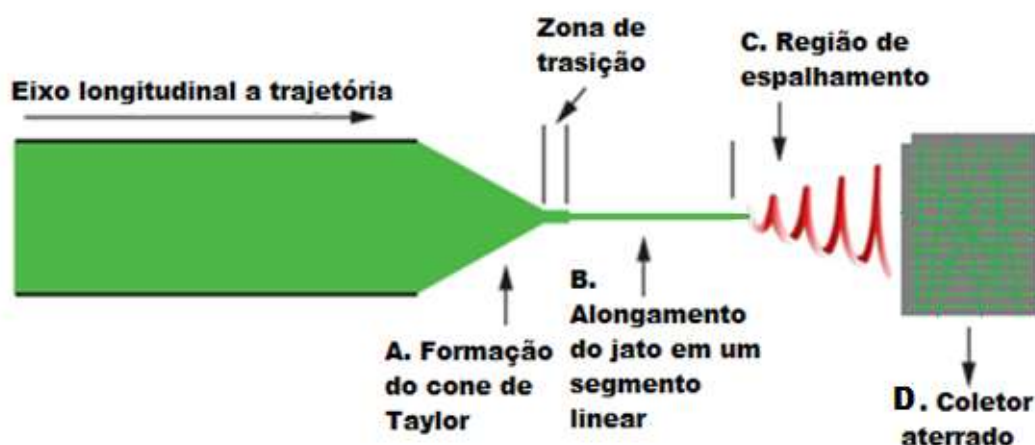 Zona de
trasição
C. Região de
espalhamento
Eixo longitudinal a trajetória
A. Formação
do cone de
Taylor
B.
Alongamento
do jato em um
segmento
linear
D. Coletor
aterrado